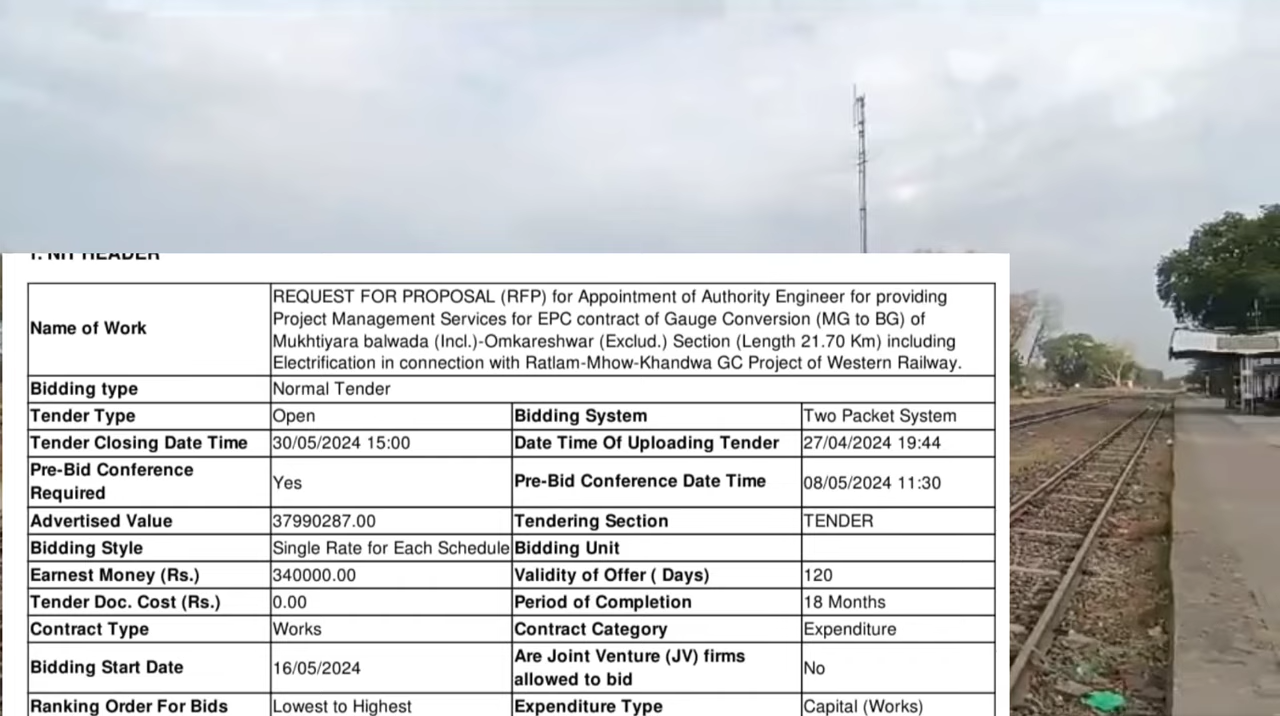 1. NIT HEADER
Name of Work
REQUEST FOR PROPOSAL (RFP) for Appointment of Authority Engineer for providing
Project Management Services for EPC contract of Gauge Conversion (MG to BG) of
Mukhtiyara balwada (Incl.)-Omkareshwar (Exclud.) Section (Length 21.70 Km) including
Electrification in connection with Ratlam-Mhow-Khandwa GC Project of Western Railway.
Bidding type Normal Tender
Tender Type Open Bidding System Two Packet System
Tender Closing Date Time 30/05/2024 15:00 Date Time Of Uploading Tender 27/04/2024 19:44
Pre-Bid Conference
Required Yes Pre-Bid Conference Date Time 08/05/2024 11:30
Advertised Value 37990287.00 Tendering Section TENDER
Bidding Style Single Rate for Each Schedule Bidding Unit
Earnest Money (Rs.) 340000.00 Validity of Offer ( Days) 120
Tender Doc. Cost (Rs.) 0.00 Period of Completion 18 Months
Contract Type Works Contract Category Expenditure
Bidding Start Date 16/05/2024 Are Joint Venture (JV) firms
allowed to bid No
Ranking Order For Bids Lowest to Highest Expenditure Type Capital (Works)